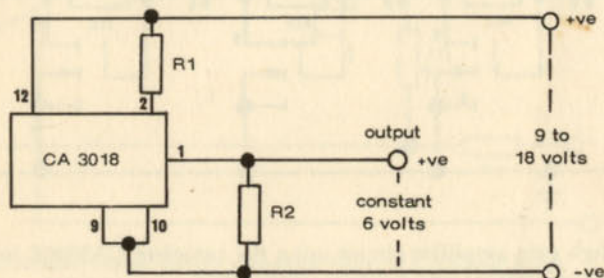 +ve
R1
12
2
output
9 to
CA 3018
1
+ve
18 volts
constant
R2
9
10
6 volts
-ve